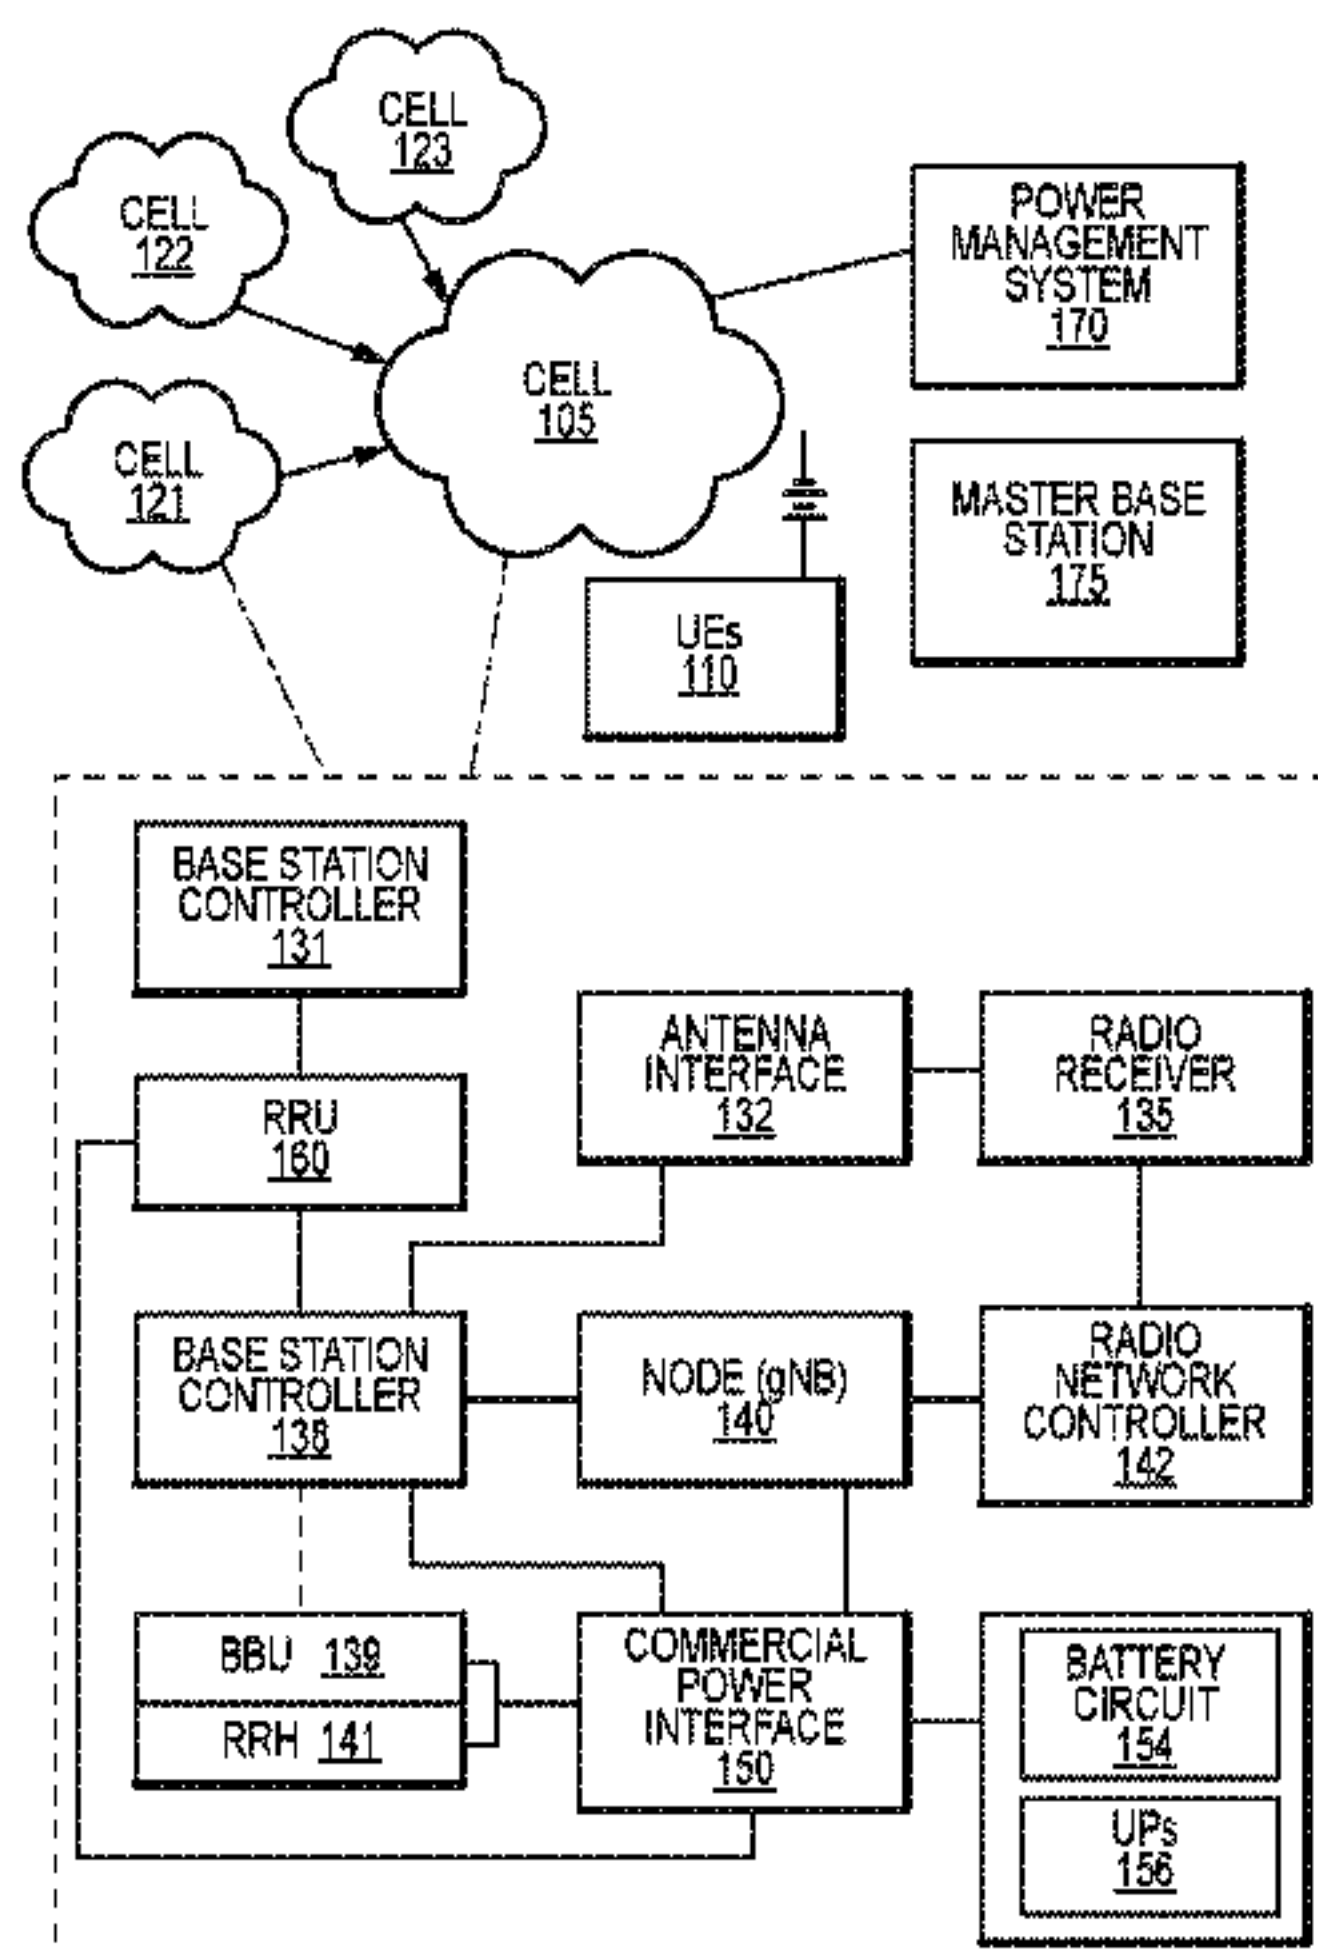 CELL
123
CELL
122
CELL
121
CELL
105
POWER
MANAGEMENT
SYSTEM
170
MASTER BASE
STATION
175
UEs
110
BASE STATION
CONTROLLER
131
ANTENNA
INTERFACE
132
RADIO
RECEIVER
135
RRU
160
BASE STATION
CONTROLLER
138
NODE (gNB)
140
RADIO
NETWORK
CONTROLLER
142
BBU 139
RRH 141
COMMERCIAL
POWER
INTERFACE
150
BATTERY
CIRCUIT
154
UPs
156